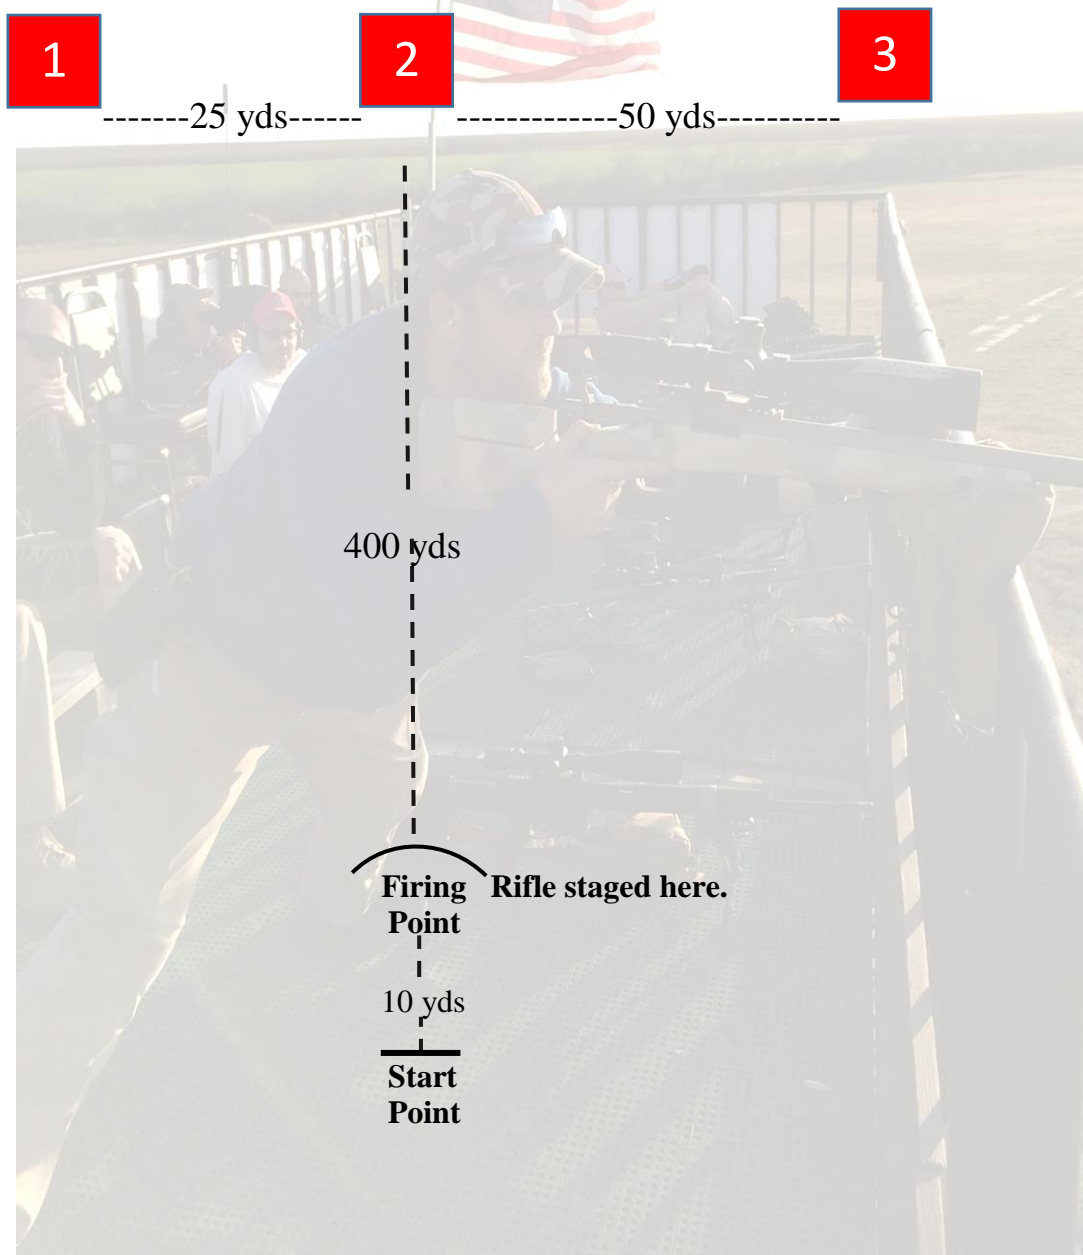 1 2 3
-------25 yds------ -------------50 yds----------
400 yds
Firing Rifle staged here.
Point
10 yds
Start
Point